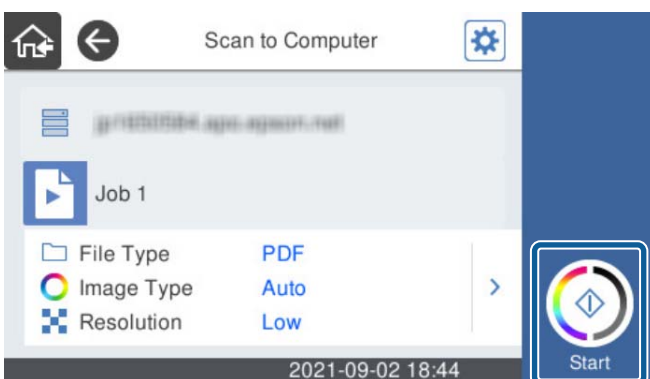 Scan to Computer
Job 1
File Type PDF
Image Type Auto
Resolution Low
Start
2021-09-02 18:44